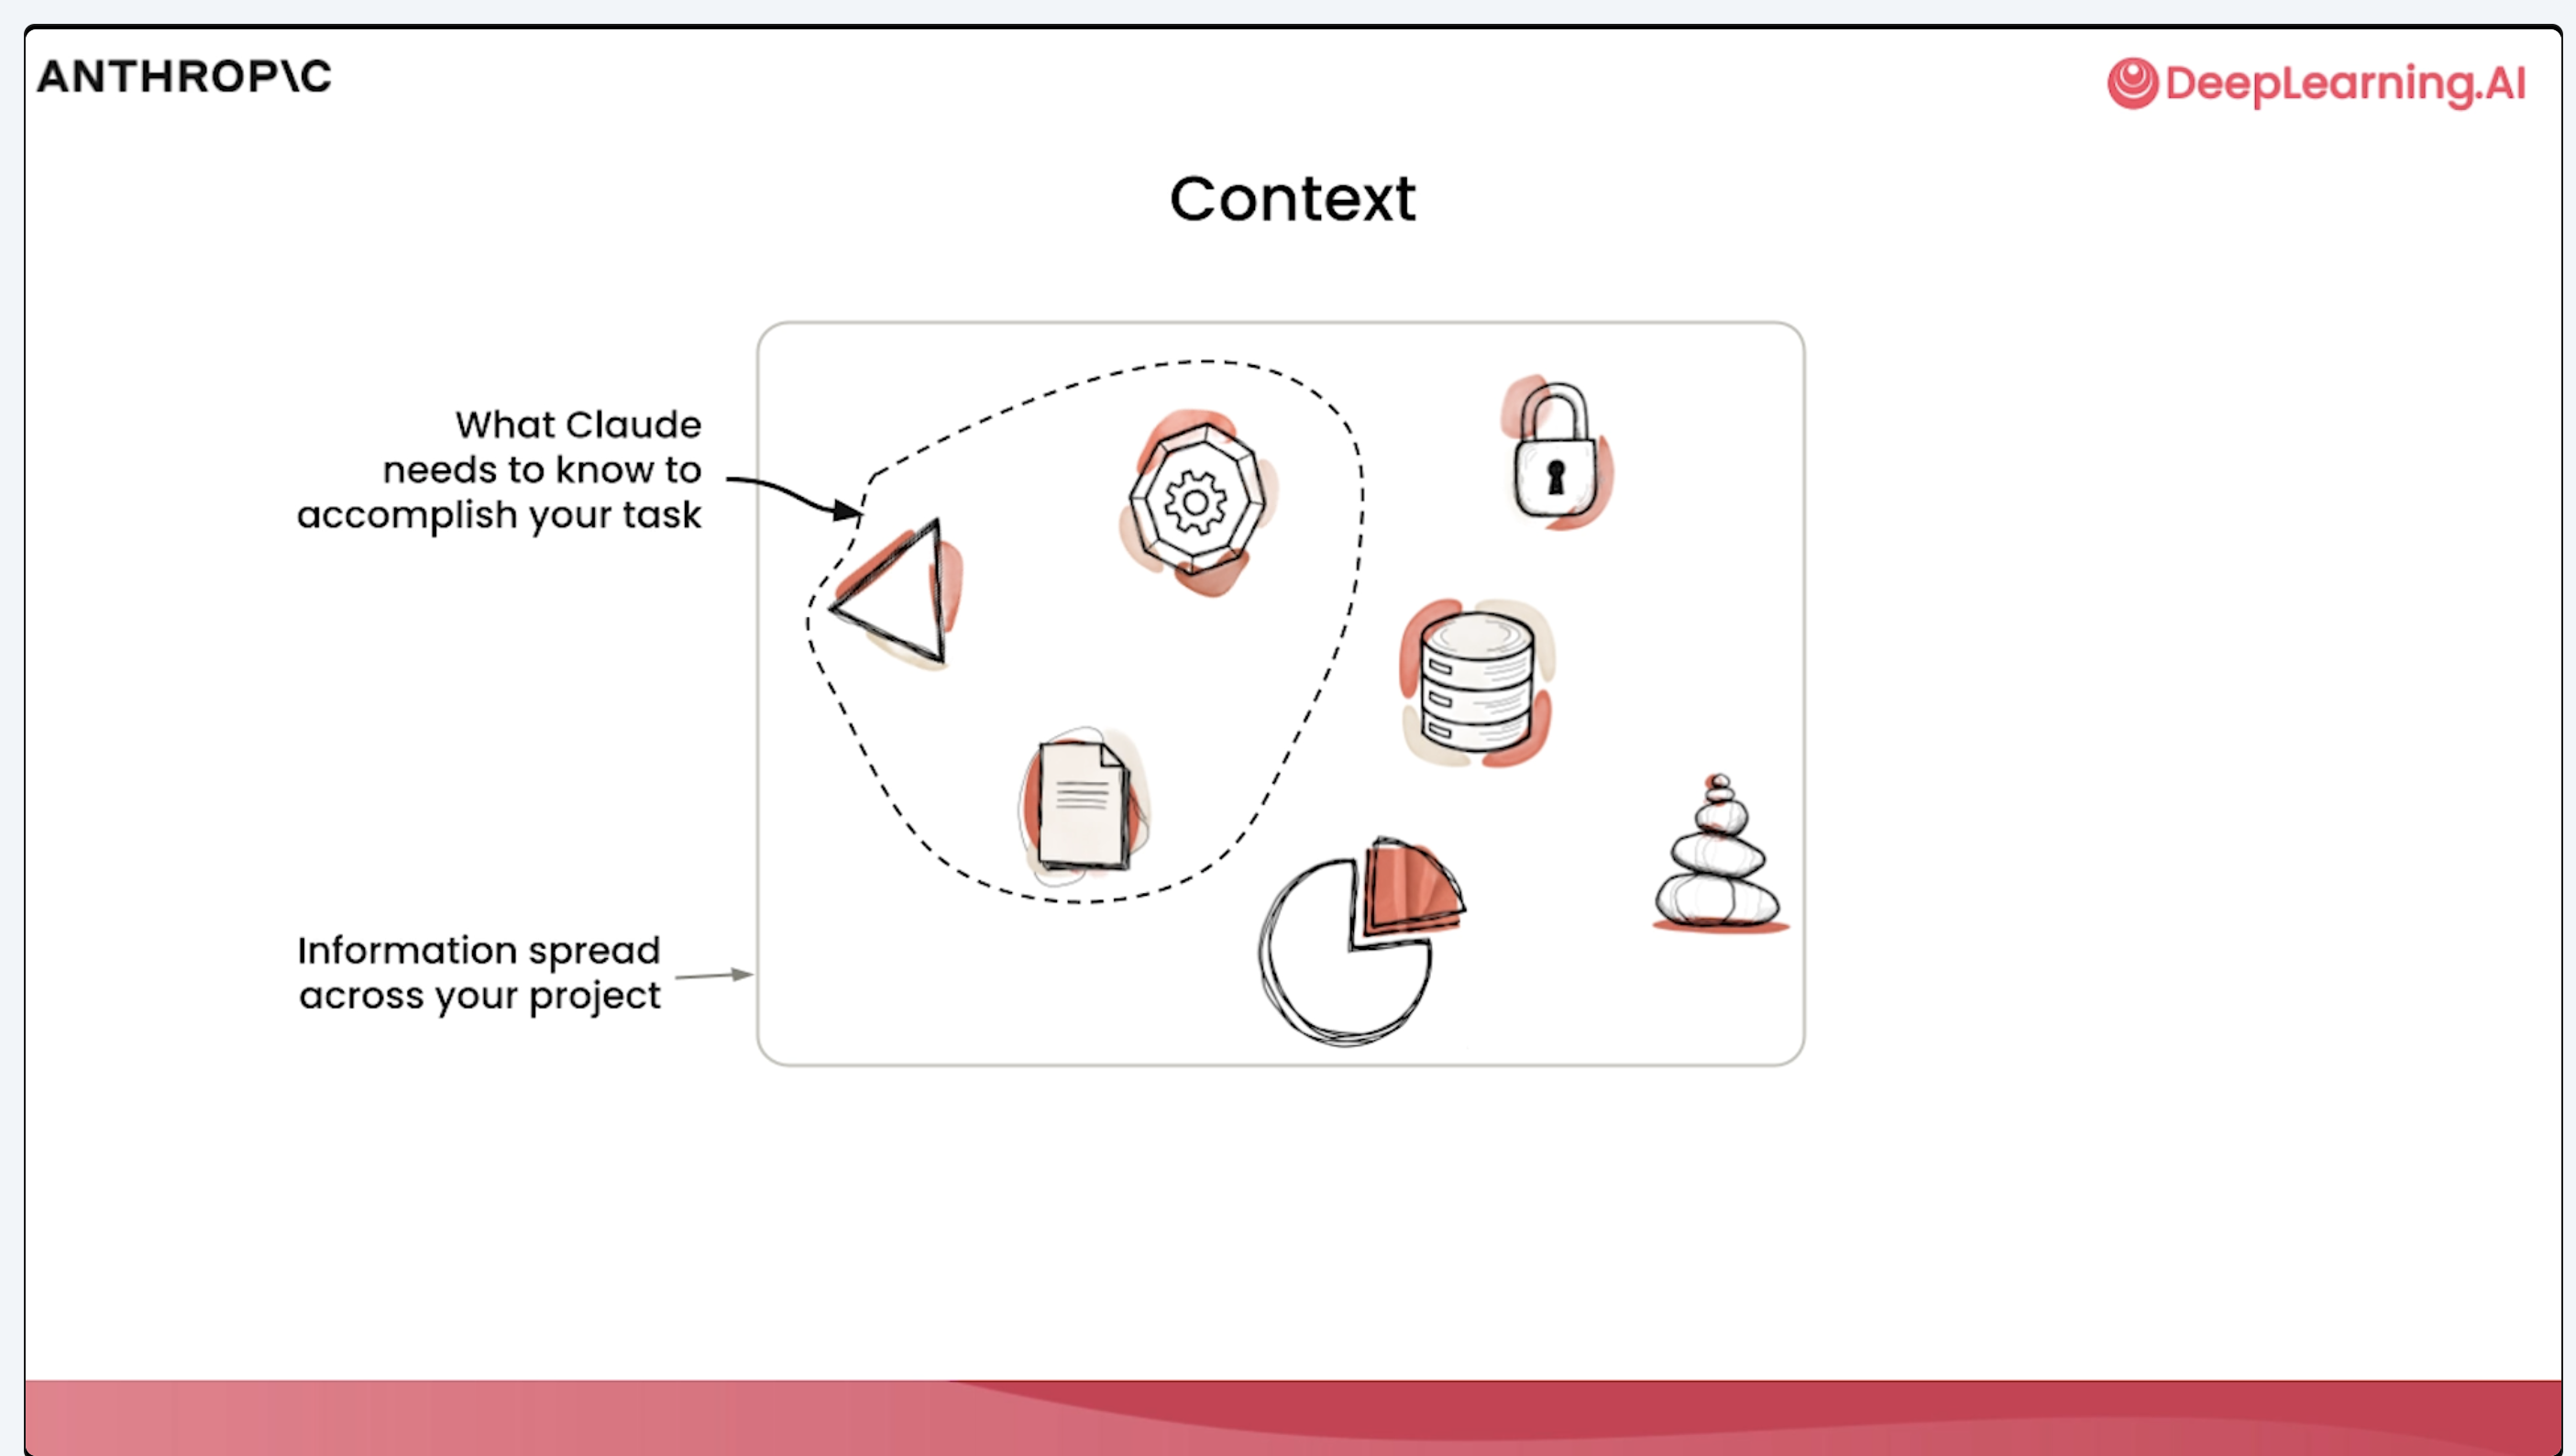 ANTHROP\C
DeepLearning.AI
Context
What Claude
needs to know to
accomplish your task
Information spread
across your project